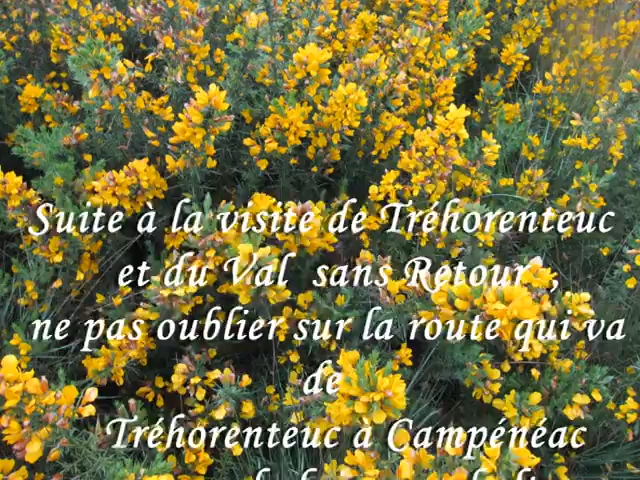 Suite à la visite de Tréhorenteuc
et du Val sans Retour ,
ne pas oublier sur la route qui va
de
Tréhorenteuc à Campénéac